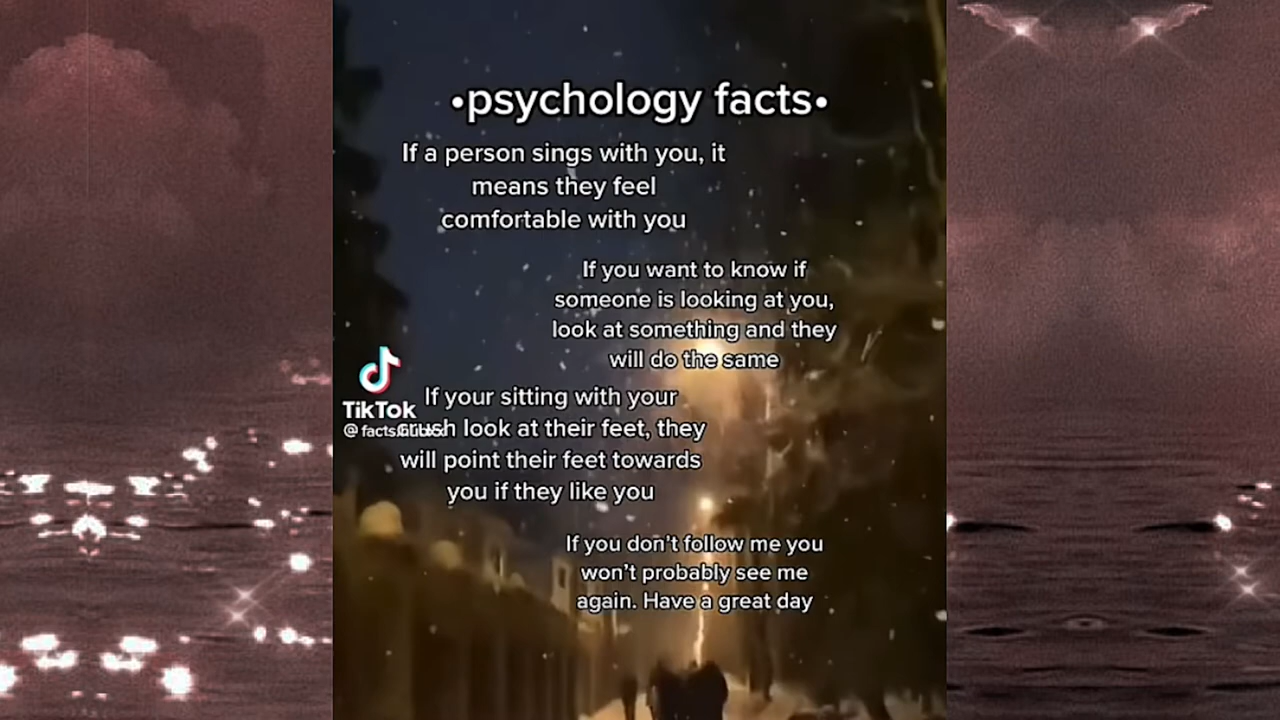 •psychology facts•
If a person sings with you, it
means they feel
comfortable with you
If you want to know if
someone is looking at you,
look at something and they
will do the same
If your sitting with your
crush look at their feet, they
will point their feet towards
you if they like you
TikTok
If you don't follow me you
won't probably see me
again. Have a great day